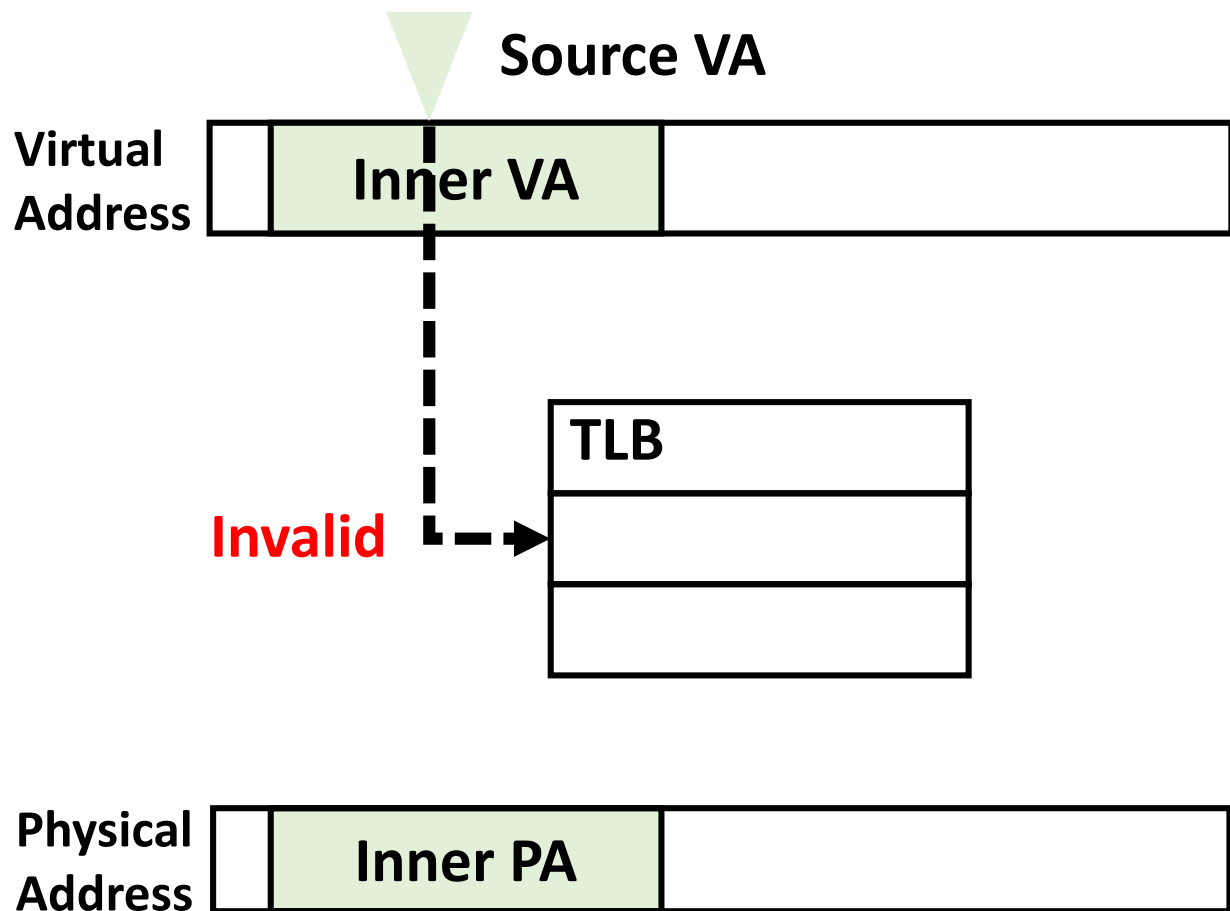 Source VA
Virtual
Address
Inner VA
TLB
Invalid
Physical
Address
Inner PA